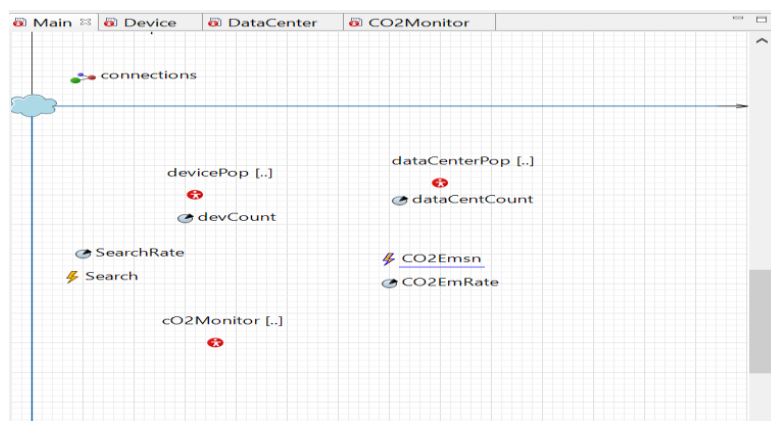 Main Device DataCenter CO2Monitor
connections
dataCenterPop [..]
devicePop [..]
dataCentCount
devCount
SearchRate
CO2Emsn
Search
CO2EmRate
cO2Monitor [..]